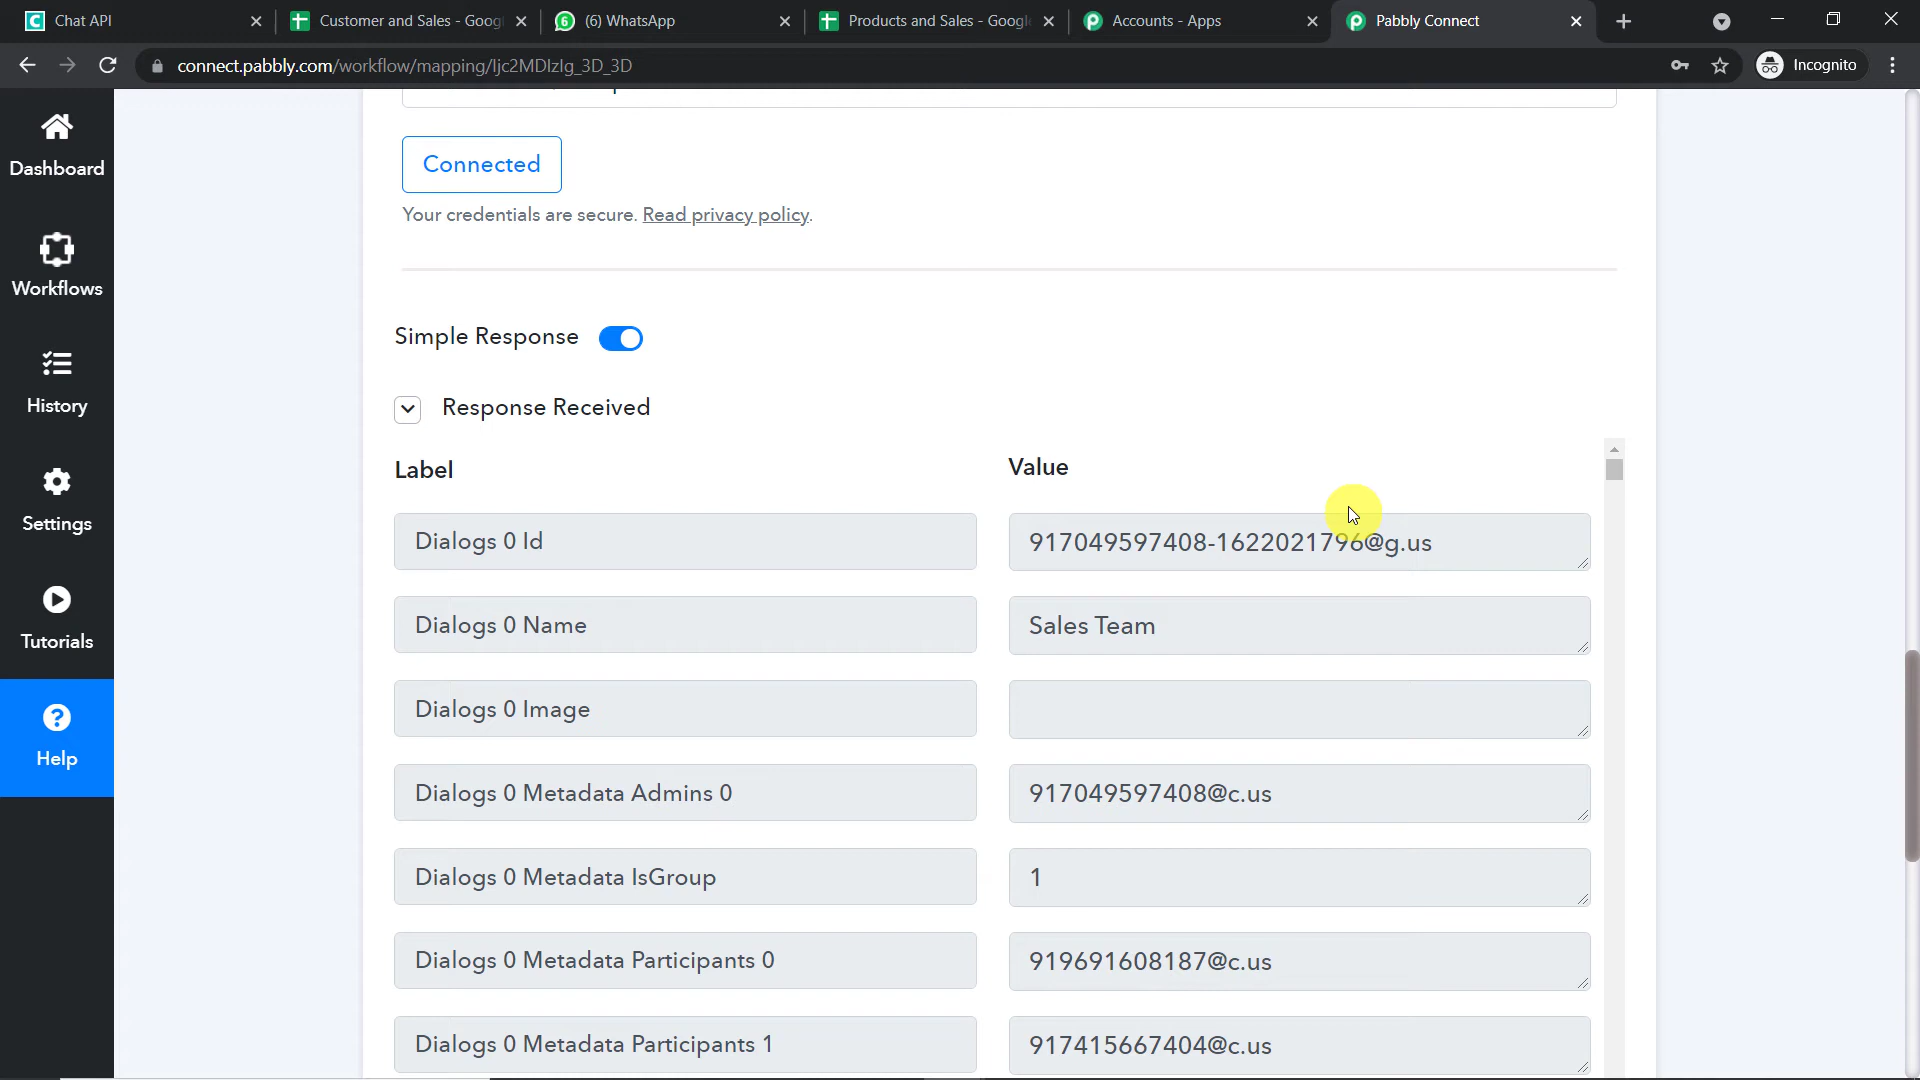 Chat API
Customer and Sales - Goog
(6) WhatsApp
Products and Sales - Googl
Accounts - Apps
Pabbly Connect
connect.pabbly.com/workflow/mapping/Ijc2MDIzIg_3D_3D
Incognito
Dashboard
Workflows
History
Settings
Tutorials
Help
Connected
Your credentials are secure. Read privacy policy.
Simple Response
Response Received
Label
Value
Dialogs 0 Id
917049597408-1622021796@g.us
Dialogs 0 Name
Sales Team
Dialogs 0 Image
Dialogs 0 Metadata Admins 0
917049597408@c.us
Dialogs 0 Metadata IsGroup
1
Dialogs 0 Metadata Participants 0
919691608187@c.us
Dialogs 0 Metadata Participants 1
917415667404@c.us